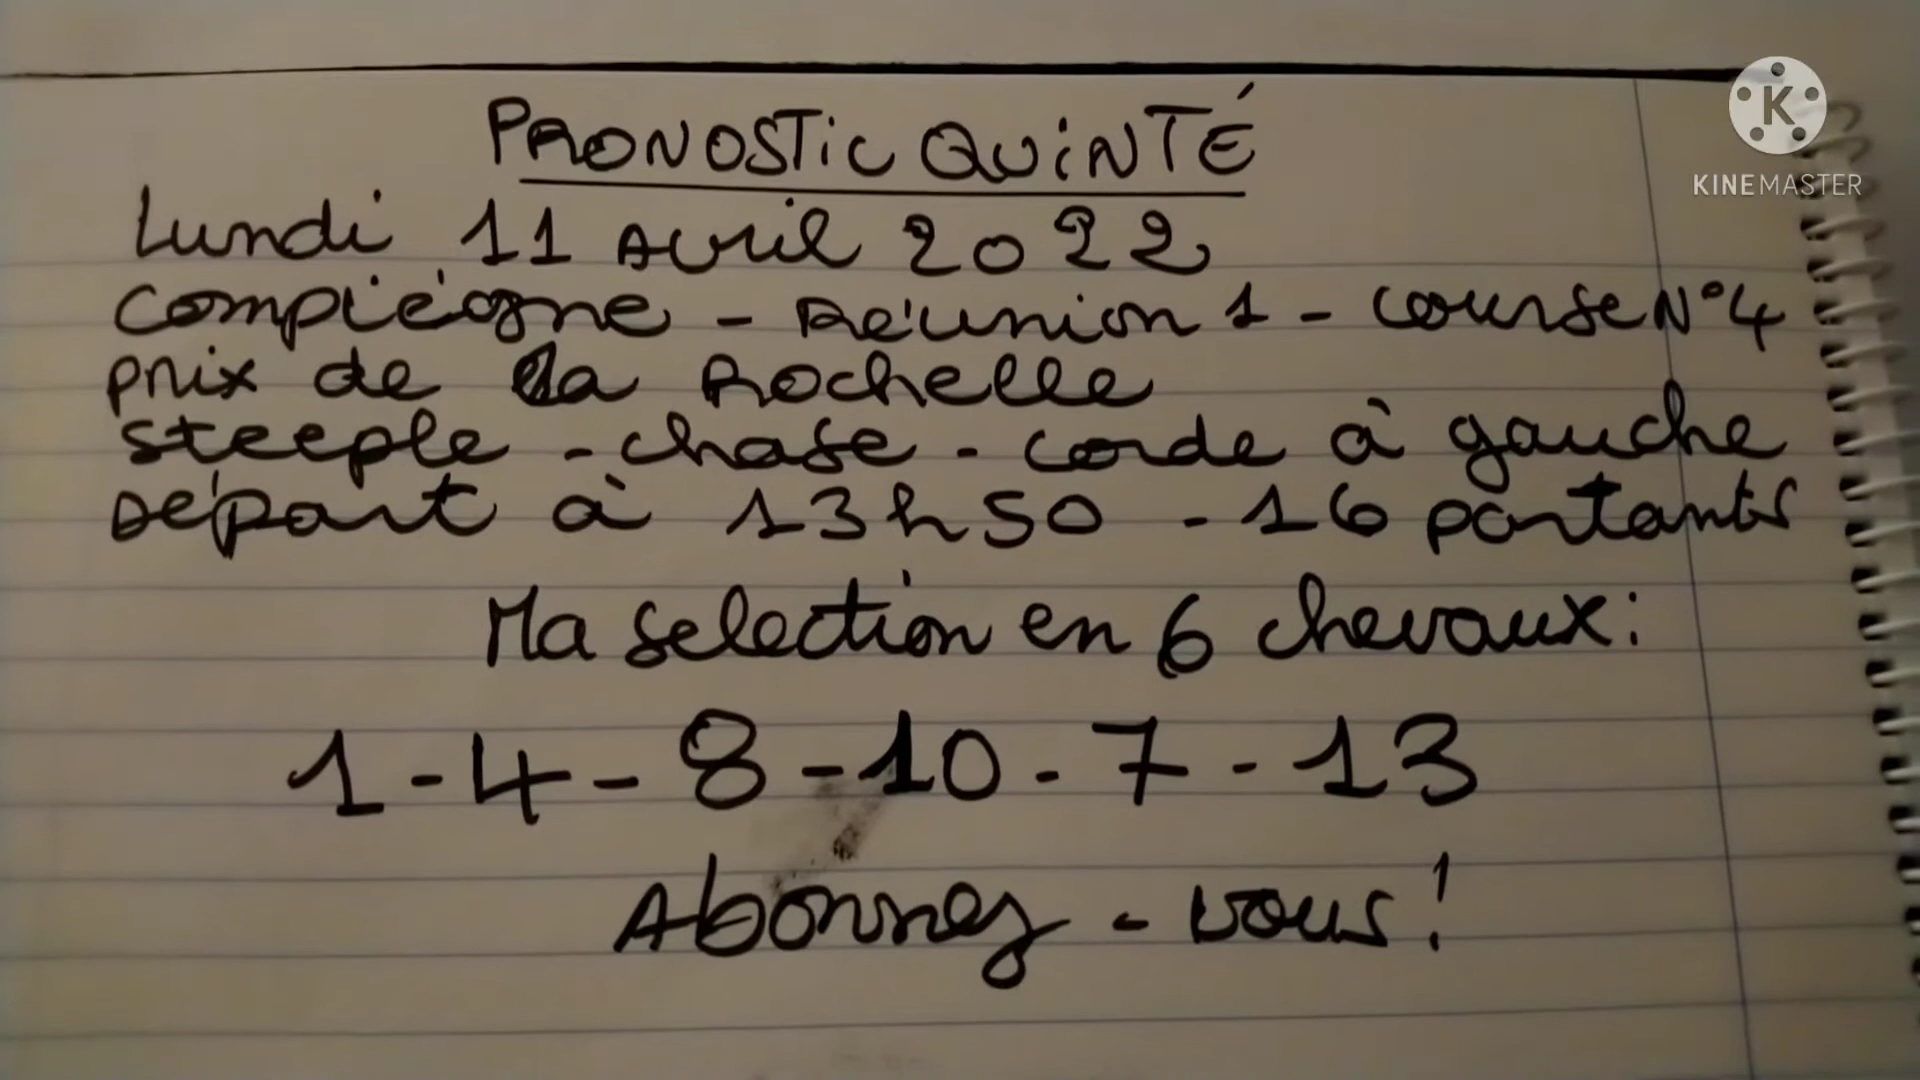 PRONOSTiC QUiNTÉ
Lundi 11 Avril 2022
Compiégne - Réunion 1 - Course N°4
prix de La Rochelle
steeple - chase - corde à gauche
Départ à 13h50 - 16 partants
Ma selection en 6 chevaux:
1 - 4 - 8 - 10 - 7 - 13
Abonnez - vous!
K
KINEMASTER